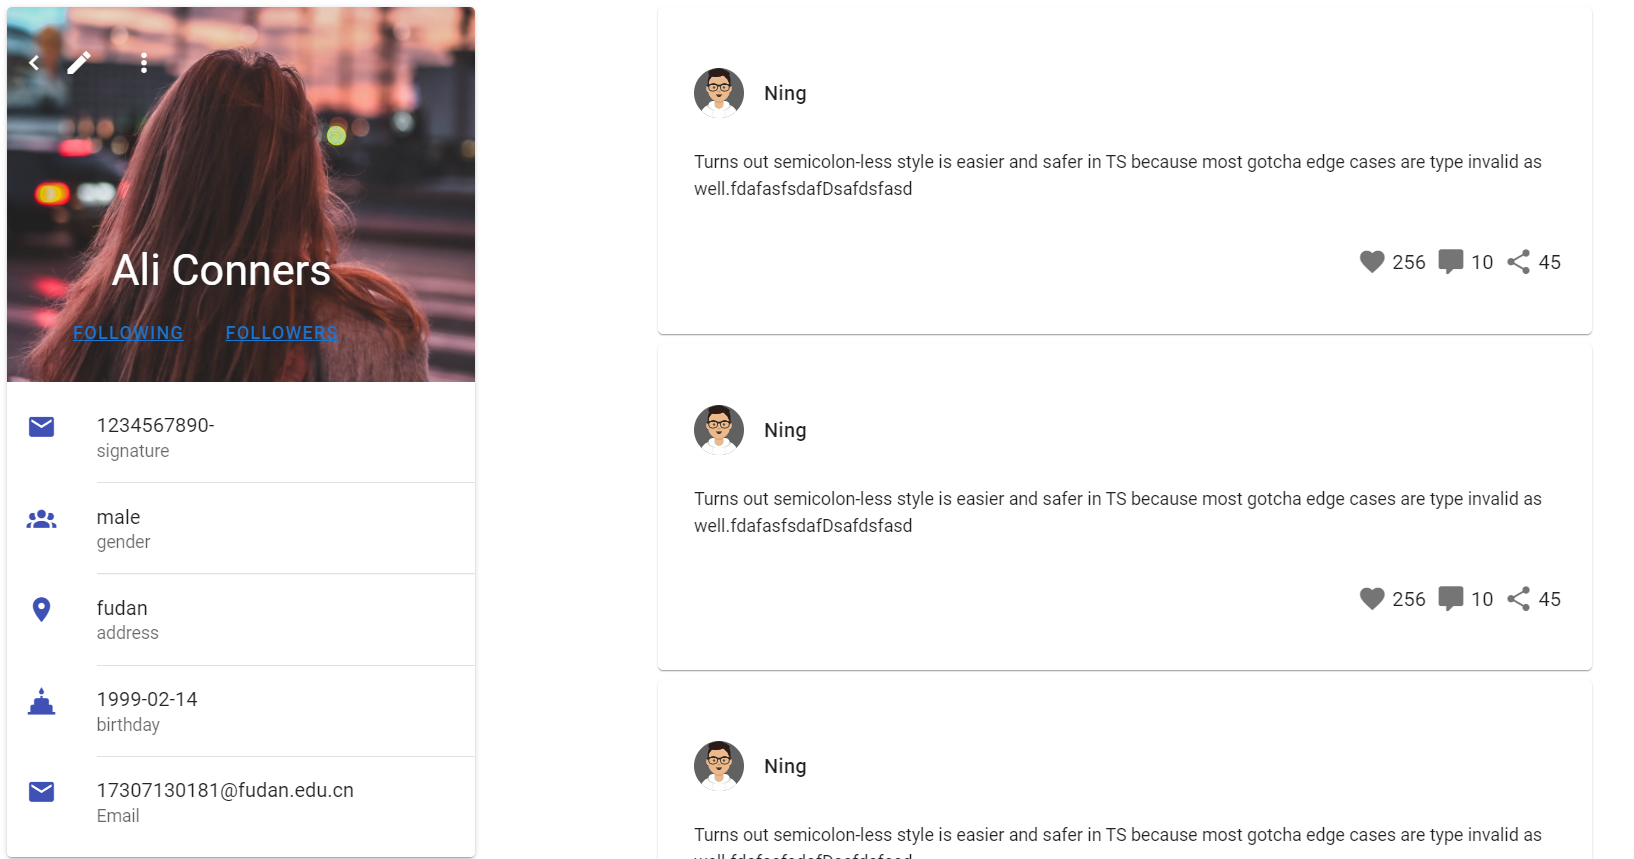 Ali Conners
FOLLOWING FOLLOWERS
1234567890-
signature
male
gender
fudan
address
1999-02-14
birthday
17307130181@fudan.edu.cn
Email
Ning
Turns out semicolon-less style is easier and safer in TS because most gotcha edge cases are type invalid as
well.fdafasfsdafDsafdsfasd
256 10 45
Ning
Turns out semicolon-less style is easier and safer in TS because most gotcha edge cases are type invalid as
well.fdafasfsdafDsafdsfasd
256 10 45
Ning
Turns out semicolon-less style is easier and safer in TS because most gotcha edge cases are type invalid as